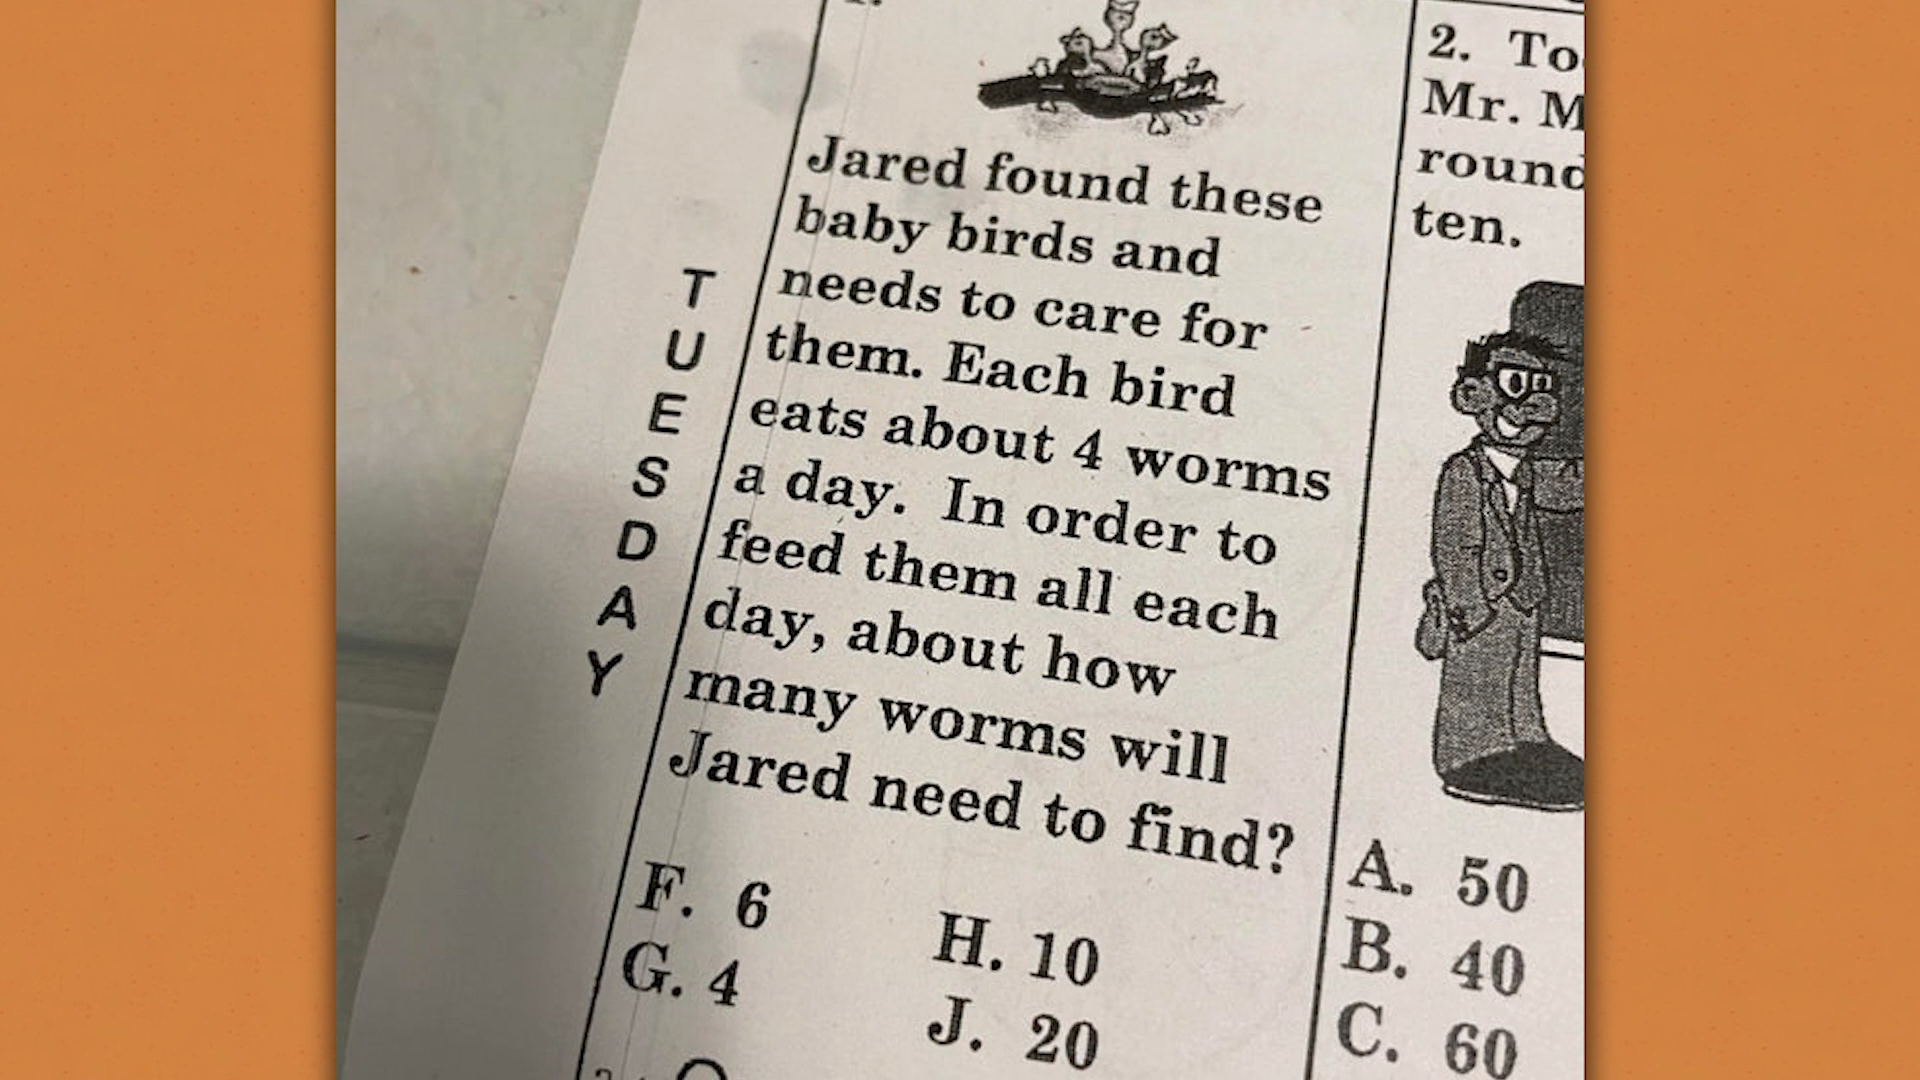 Jared found these
baby birds and
needs to care for
them. Each bird
eats about 4 worms
a day. In order to
feed them all each
day, about how
many worms will
Jared need to find?
F. 6
G. 4
H. 10
J. 20
T
U
E
S
D
A
Y
2. To
Mr. M
round
ten.
A. 50
B. 40
C. 60